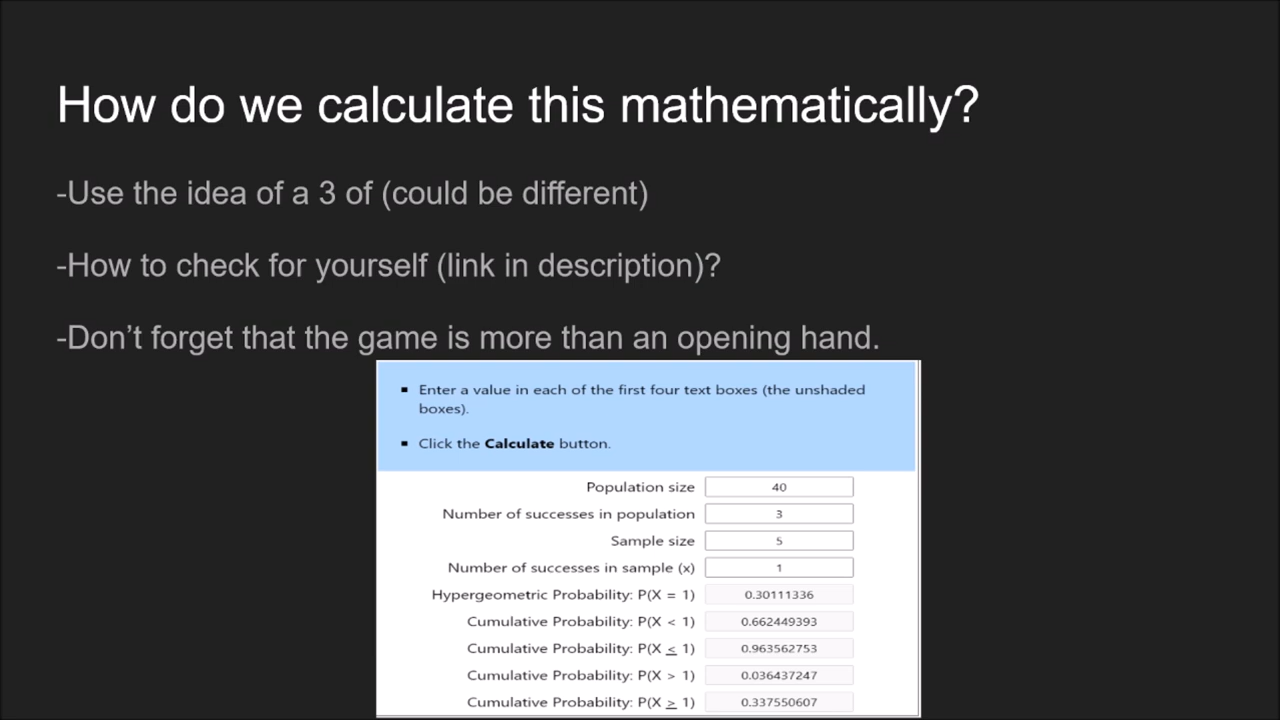 How do we calculate this mathematically?
-Use the idea of a 3 of (could be different)
-How to check for yourself (link in description)?
-Don’t forget that the game is more than an opening hand.
▪ Enter a value in each of the first four text boxes (the unshaded
boxes).
▪ Click the Calculate button.
Population size 40
Number of successes in population 3
Sample size 5
Number of successes in sample (x) 1
Hypergeometric Probability: P(X = 1) 0.30111336
Cumulative Probability: P(X < 1) 0.662449393
Cumulative Probability: P(X ≤ 1) 0.963562753
Cumulative Probability: P(X > 1) 0.036437247
Cumulative Probability: P(X ≥ 1) 0.337550607